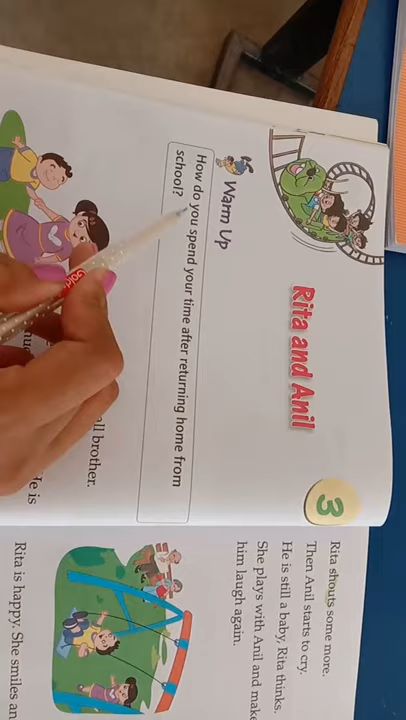 3
Rita and Anil
Warm Up
How do you spend your time after returning home from
school?
all brother.
He is
Rita shouts some more.
Then Anil starts to cry.
He is still a baby, Rita thinks.
She plays with Anil and make
him laugh again.
Rita is happy. She smiles an